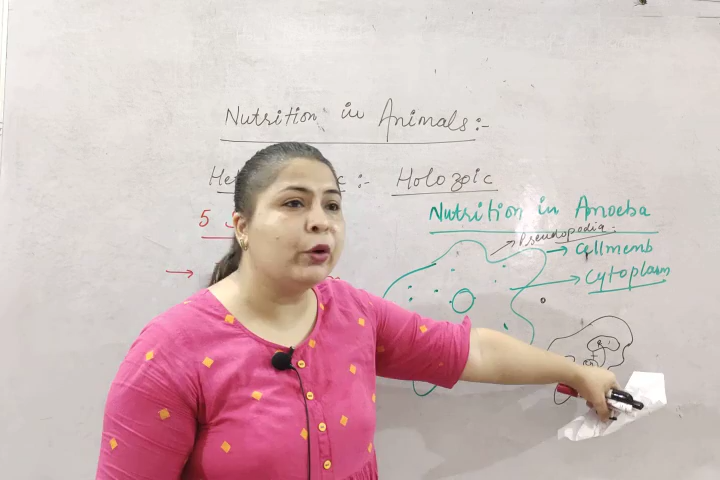 Nutrition in Animals:-
:- Holozoic
5
Nutrition in Amoeba
Pseudopodia:
Cellmemb
Cytoplasm